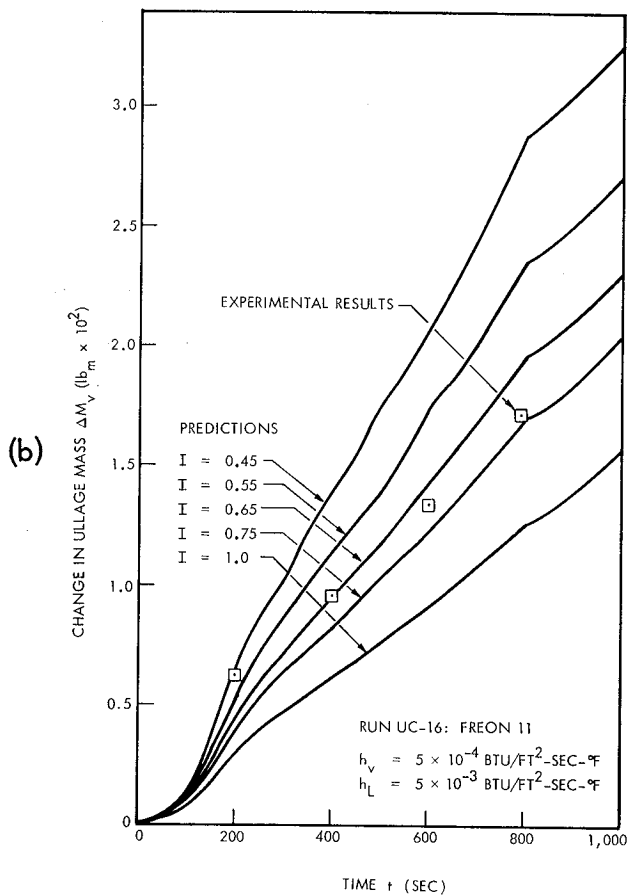 (b)
CHANGE IN ULLAGE MASS ΔM_v (lb_m × 10^2)
3.0
2.5
2.0
1.5
1.0
0.5
0
EXPERIMENTAL RESULTS
PREDICTIONS
I = 0.45
I = 0.55
I = 0.65
I = 0.75
I = 1.0
RUN UC-16: FREON 11
h_v = 5 × 10^-4 BTU/FT^2-SEC-°F
h_L = 5 × 10^-3 BTU/FT^2-SEC-°F
0 200 400 600 800 1,000
TIME t (SEC)